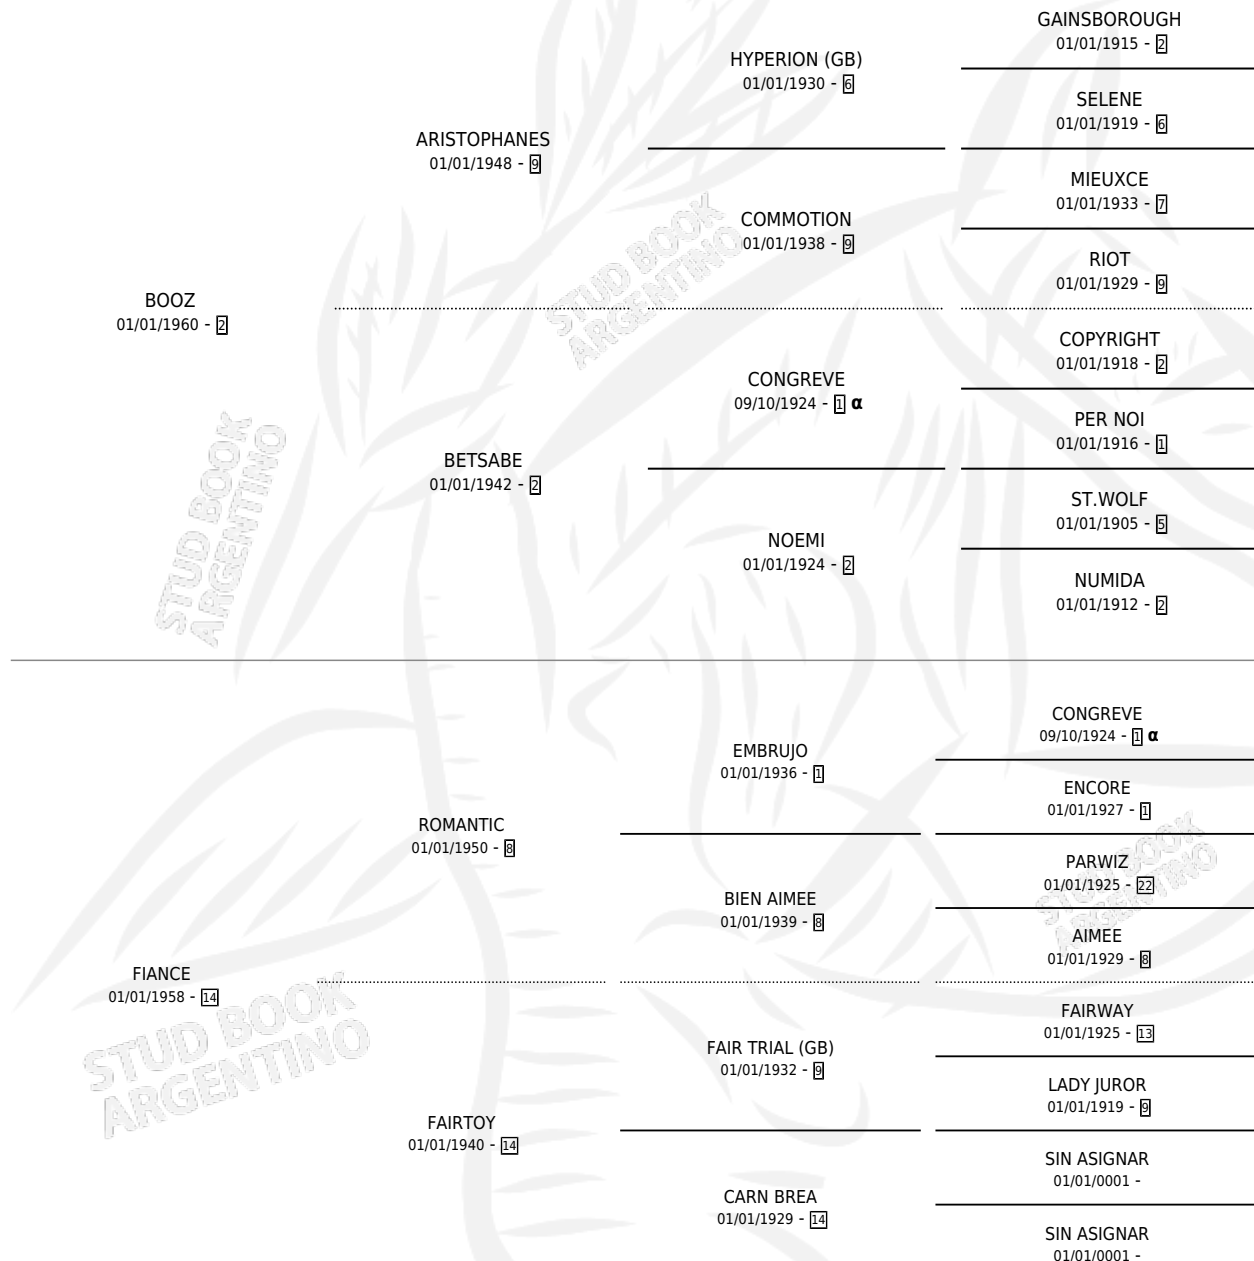 GAINSBOROUGH
01/01/1915 - 2
HYPERION (GB)
01/01/1930 - 6
SELENE
01/01/1919 - 6
ARISTOPHANES
01/01/1948 - 9
MIEUXCE
01/01/1933 - 7
COMMOTION
01/01/1938 - 9
RIOT
01/01/1929 - 9
BOOZ
01/01/1960 - 2
COPYRIGHT
01/01/1918 - 2
CONGREVE
09/10/1924 - 1 α
PER NOI
01/01/1916 - 1
BETSABE
01/01/1942 - 2
ST.WOLF
01/01/1905 - 5
NOEMI
01/01/1924 - 2
NUMIDA
01/01/1912 - 2
CONGREVE
09/10/1924 - 1 α
EMBRUJO
01/01/1936 - 1
ENCORE
01/01/1927 - 1
ROMANTIC
01/01/1950 - 8
PARWIZ
01/01/1925 - 22
BIEN AIMEE
01/01/1939 - 8
AIMEE
01/01/1929 - 8
FIANCE
01/01/1958 - 14
FAIRWAY
01/01/1925 - 13
FAIR TRIAL (GB)
01/01/1932 - 9
LADY JUROR
01/01/1919 - 9
FAIRTOY
01/01/1940 - 14
SIN ASIGNAR
01/01/0001 -
CARN BREA
01/01/1929 - 14
SIN ASIGNAR
01/01/0001 -
STUD BOOK
ARGENTINO
STUD BOOK
ARGENTINO
STUD BOOK
ARGENTINO
STUD BOOK
ARGENTINO